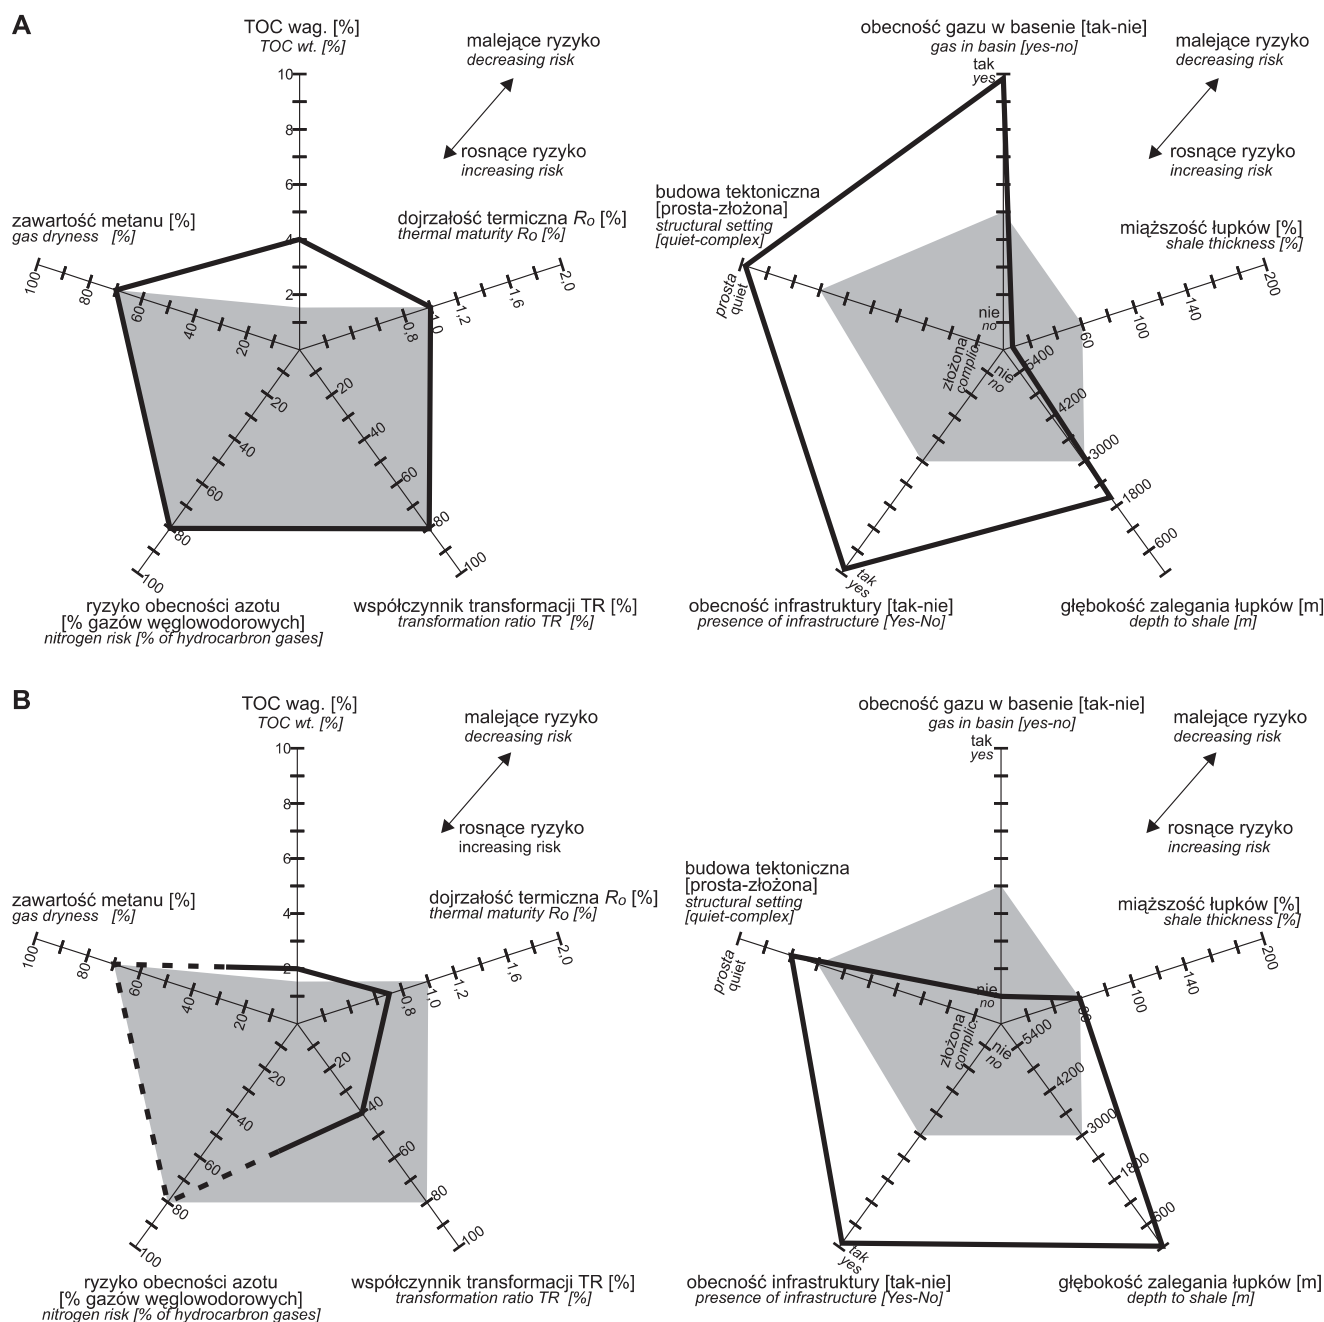 A
TOC wag. [%]
TOC wt. [%]
malejące ryzyko
decreasing risk
rosnące ryzyko
increasing risk
10
8
6
4
2
zawartość metanu [%]
gas dryness [%]
100
80
60
40
20
dojrzałość termiczna Ro [%]
thermal maturity Ro [%]
0,8
1,0
1,2
1,6
2,0
20
40
60
80
100
20
40
60
80
100
ryzyko obecności azotu
[% gazów węglowodorowych]
nitrogen risk [% of hydrocarbron gases]
współczynnik transformacji TR [%]
transformation ratio TR [%]
obecność gazu w basenie [tak-nie]
gas in basin [yes-no]
tak
yes
malejące ryzyko
decreasing risk
rosnące ryzyko
increasing risk
budowa tektoniczna
[prosta-złożona]
structural setting
[quiet-complex]
prosta
quiet
złożona
complic.
nie
no
miąższość łupków [%]
shale thickness [%]
60
100
140
200
nie
no
tak
yes
5400
4200
3000
1800
600
obecność infrastruktury [tak-nie]
presence of infrastructure [Yes-No]
głębokość zalegania łupków [m]
depth to shale [m]
B
TOC wag. [%]
TOC wt. [%]
malejące ryzyko
decreasing risk
rosnące ryzyko
increasing risk
10
8
6
4
2
zawartość metanu [%]
gas dryness [%]
100
80
60
40
20
dojrzałość termiczna Ro [%]
thermal maturity Ro [%]
0,8
1,0
1,2
1,6
2,0
20
40
60
80
100
20
40
60
80
100
ryzyko obecności azotu
[% gazów węglowodorowych]
nitrogen risk [% of hydrocarbron gases]
współczynnik transformacji TR [%]
transformation ratio TR [%]
obecność gazu w basenie [tak-nie]
gas in basin [yes-no]
tak
yes
malejące ryzyko
decreasing risk
rosnące ryzyko
increasing risk
budowa tektoniczna
[prosta-złożona]
structural setting
[quiet-complex]
prosta
quiet
złożona
complic.
nie
no
miąższość łupków [%]
shale thickness [%]
60
100
140
200
nie
no
tak
yes
5400
4200
3000
1800
600
obecność infrastruktury [tak-nie]
presence of infrastructure [Yes-No]
głębokość zalegania łupków [m]
depth to shale [m]